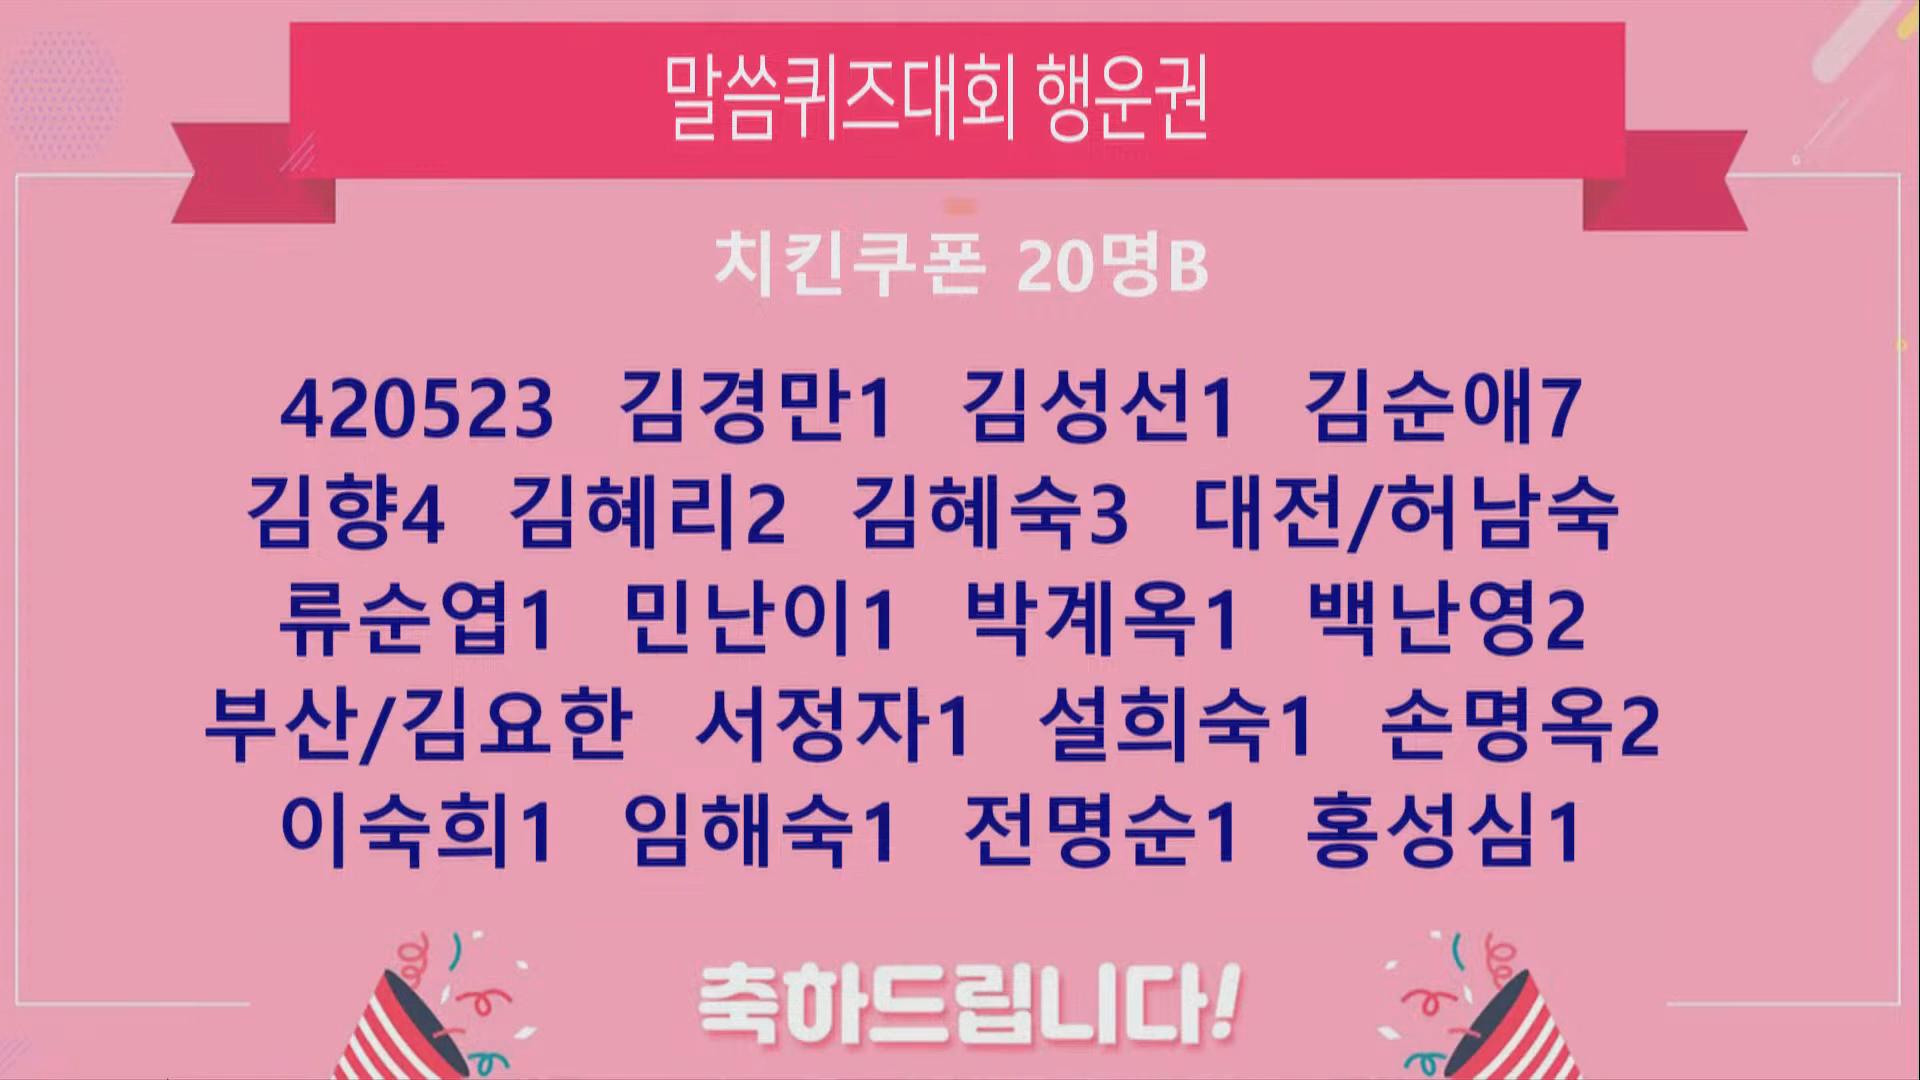 말씀퀴즈대회 행운권
치킨쿠폰 20명B
420523 김경만1 김성선1 김순애7
김향4 김혜리2 김혜숙3 대전/허남숙
류순엽1 민난이1 박계옥1 백난영2
부산/김요한 서정자1 설희숙1 손명옥2
이숙희1 임해숙1 전명순1 홍성심1
축하드립니다!